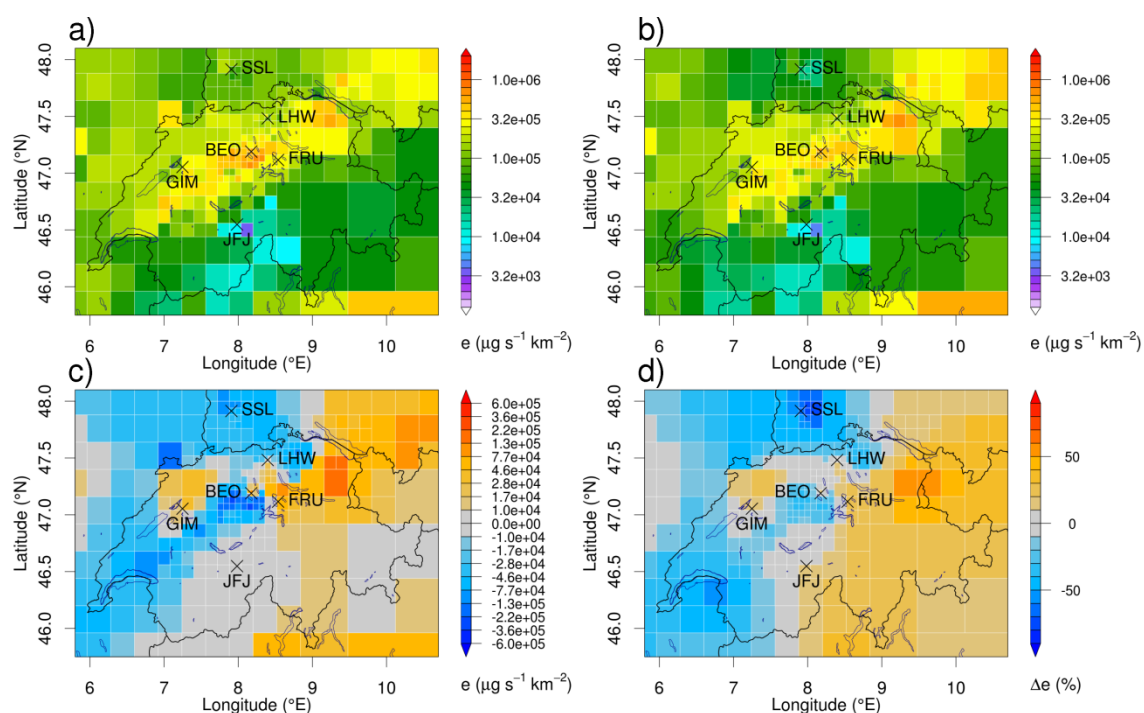 a)
48.0
47.5
47.0
46.5
46.0
Latitude (°N)
SSL
LHW
BEO
FRU
GIM
JFJ
6 7 8 9 10
Longitude (°E)
1.0e+06
3.2e+05
1.0e+05
3.2e+04
1.0e+04
3.2e+03
e (μg s⁻¹ km⁻²)
b)
48.0
47.5
47.0
46.5
46.0
Latitude (°N)
SSL
LHW
BEO
FRU
GIM
JFJ
6 7 8 9 10
Longitude (°E)
1.0e+06
3.2e+05
1.0e+05
3.2e+04
1.0e+04
3.2e+03
e (μg s⁻¹ km⁻²)
c)
48.0
47.5
47.0
46.5
46.0
Latitude (°N)
SSL
LHW
BEO
FRU
GIM
JFJ
6 7 8 9 10
Longitude (°E)
6.0e+05
3.6e+05
2.2e+05
1.3e+05
7.7e+04
4.6e+04
2.8e+04
1.7e+04
1.0e+04
0.0e+00
-1.0e+04
-1.7e+04
-2.8e+04
-4.6e+04
-7.7e+04
-1.3e+05
-2.2e+05
-3.6e+05
-6.0e+05
e (μg s⁻¹ km⁻²)
d)
48.0
47.5
47.0
46.5
46.0
Latitude (°N)
SSL
LHW
BEO
FRU
GIM
JFJ
6 7 8 9 10
Longitude (°E)
50
0
-50
Δe (%)